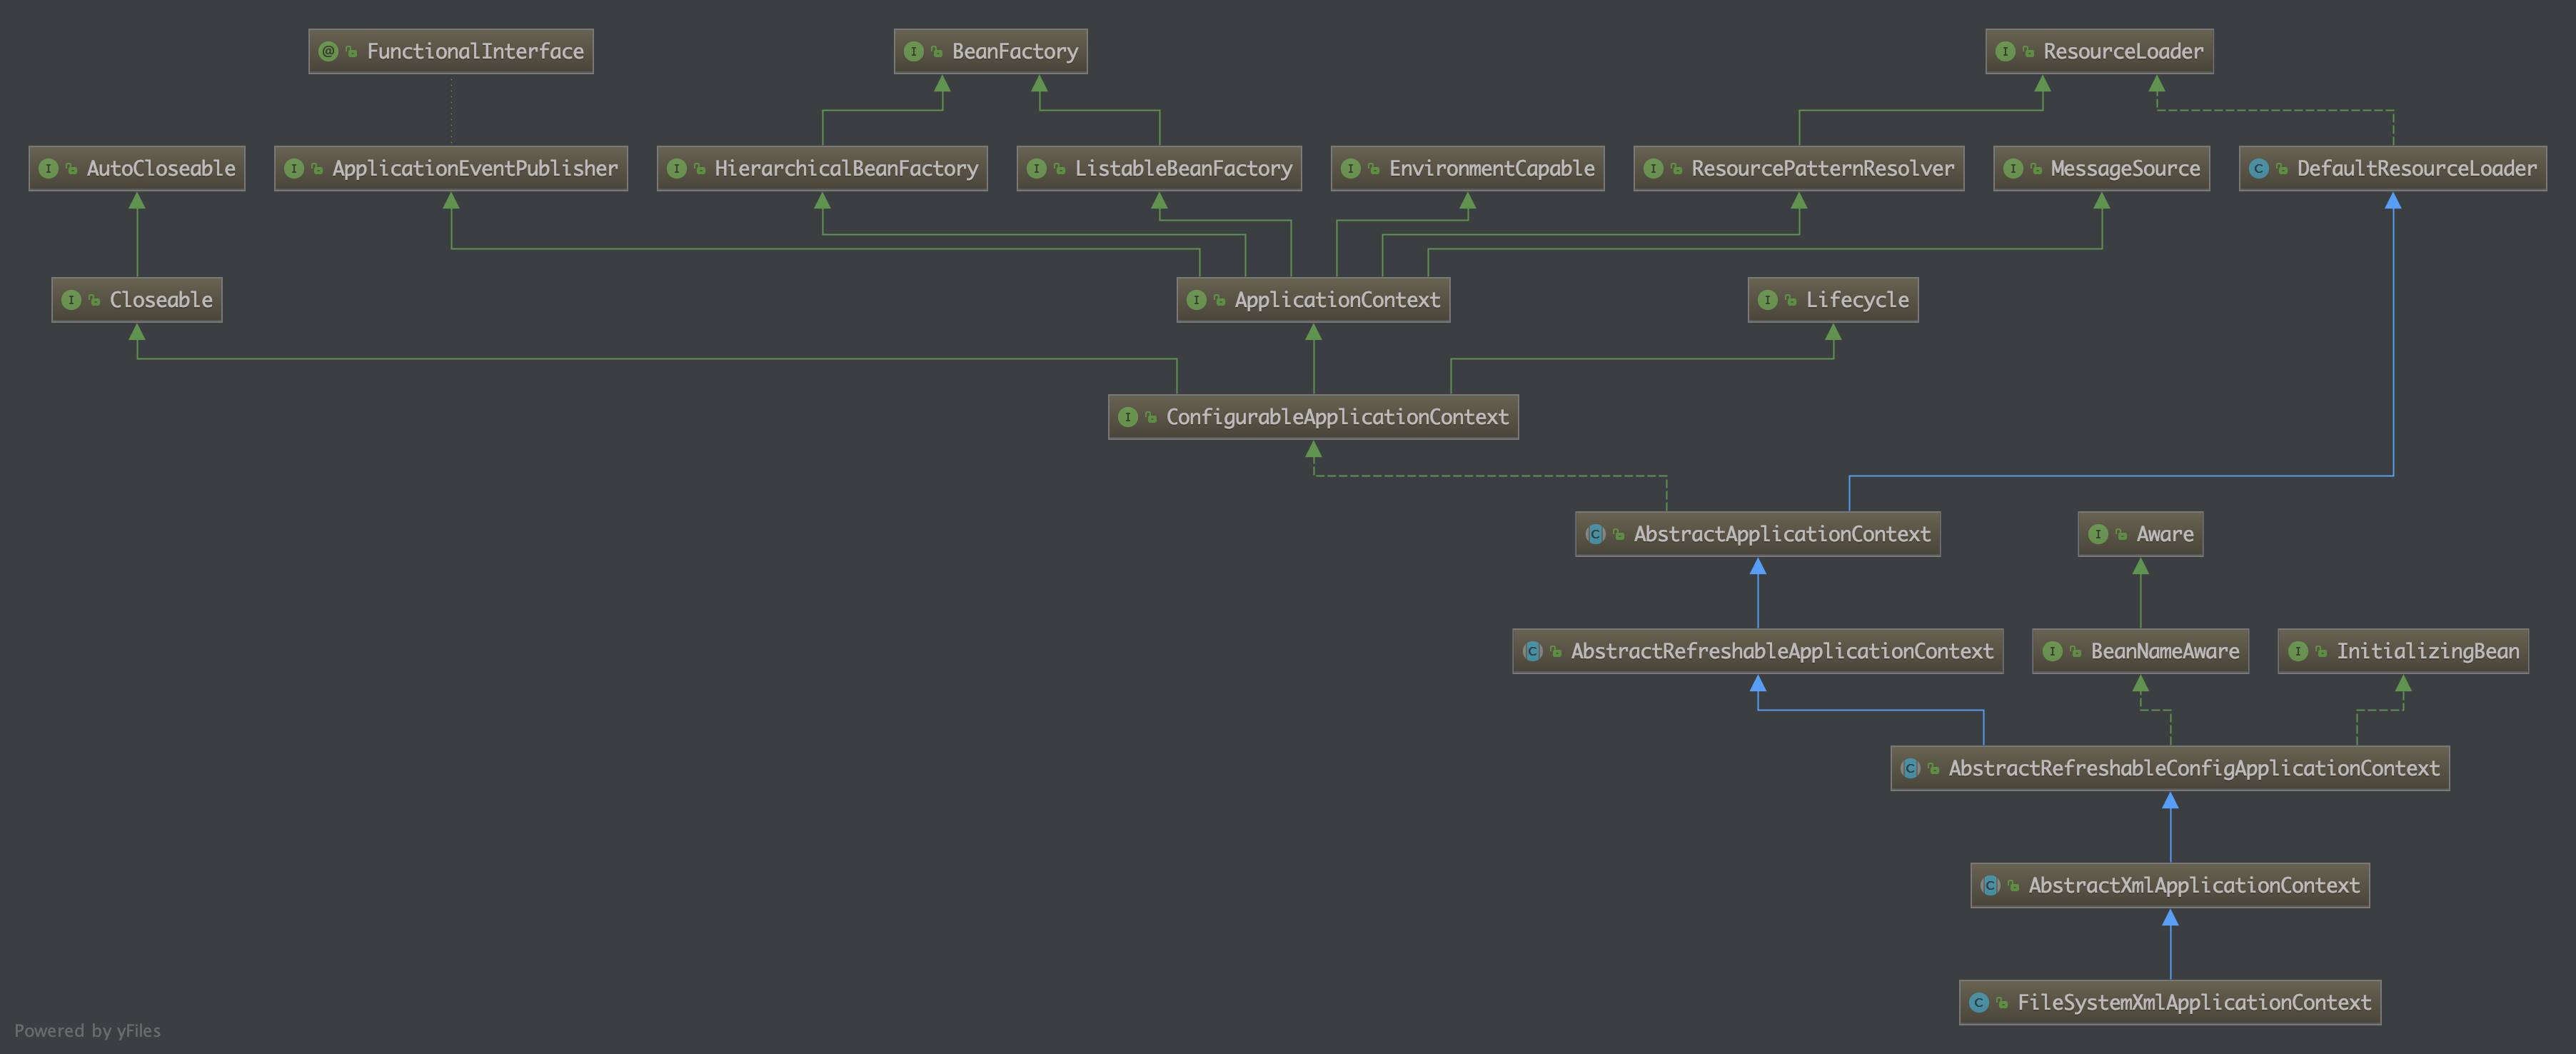 FunctionalInterface
BeanFactory
ResourceLoader
AutoCloseable
ApplicationEventPublisher
HierarchicalBeanFactory
ListableBeanFactory
EnvironmentCapable
ResourcePatternResolver
MessageSource
DefaultResourceLoader
Closeable
ApplicationContext
Lifecycle
ConfigurableApplicationContext
AbstractApplicationContext
Aware
AbstractRefreshableApplicationContext
BeanNameAware
InitializingBean
AbstractRefreshableConfigApplicationContext
AbstractXmlApplicationContext
FileSystemXmlApplicationContext
Powered by yFiles